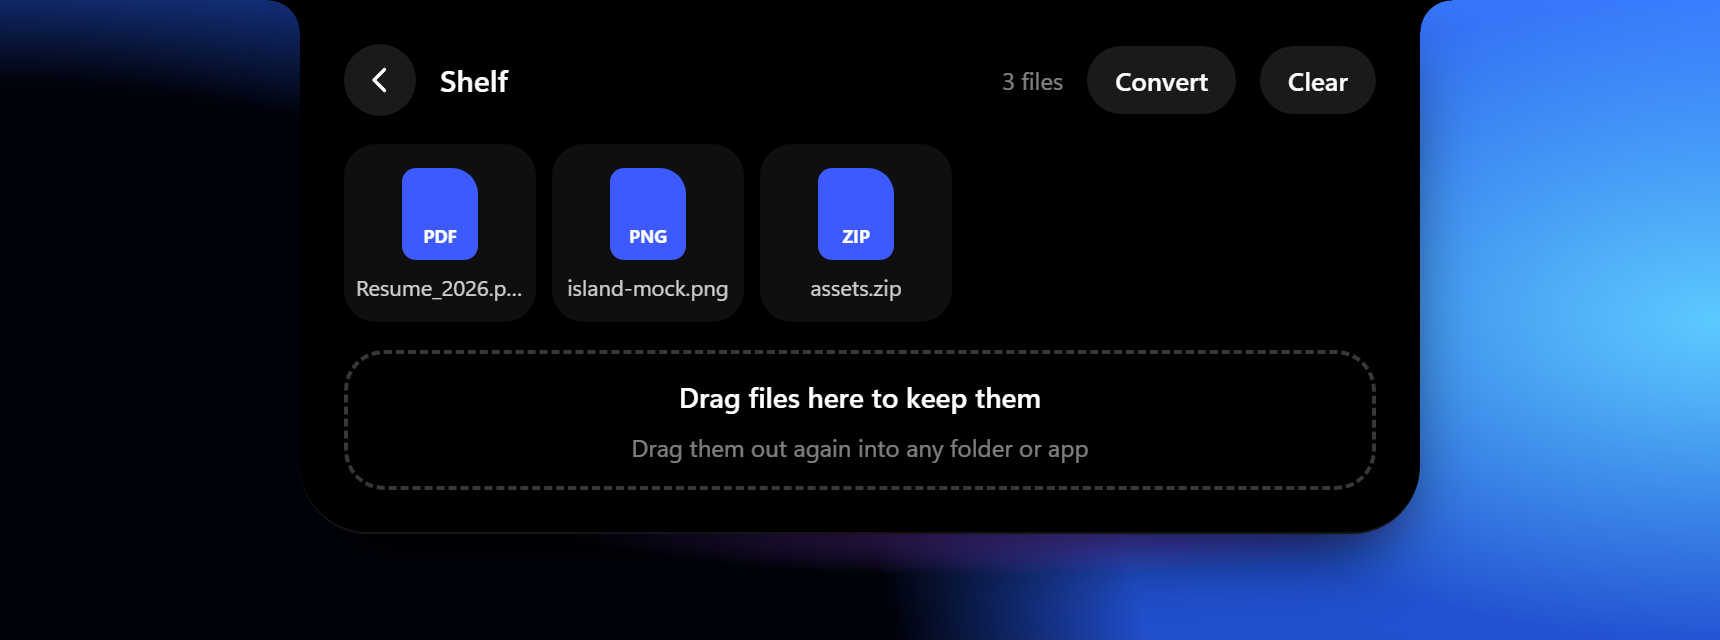 Shelf
3 files
Convert
Clear
PDF
PNG
ZIP
Resume_2026.p...
island-mock.png
assets.zip
Drag files here to keep them
Drag them out again into any folder or app